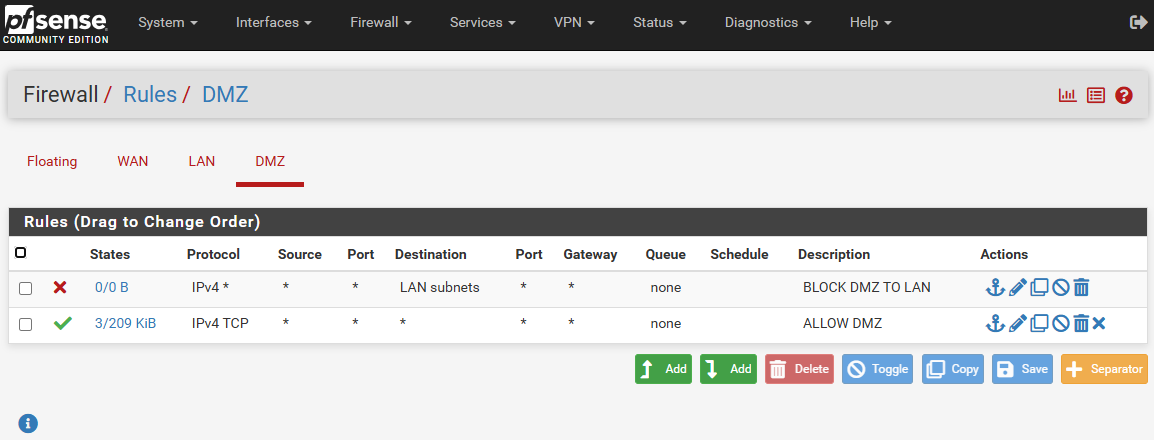 pfsense System Interfaces Firewall Services VPN Status Diagnostics Help
COMMUNITY EDITION
Firewall / Rules / DMZ
Floating WAN LAN DMZ
Rules (Drag to Change Order)
States Protocol Source Port Destination Port Gateway Queue Schedule Description Actions
0/0 B IPv4 * * * LAN subnets * * none BLOCK DMZ TO LAN
3/209 KiB IPv4 TCP * * * * * none ALLOW DMZ
Add Add Delete Toggle Copy Save Separator